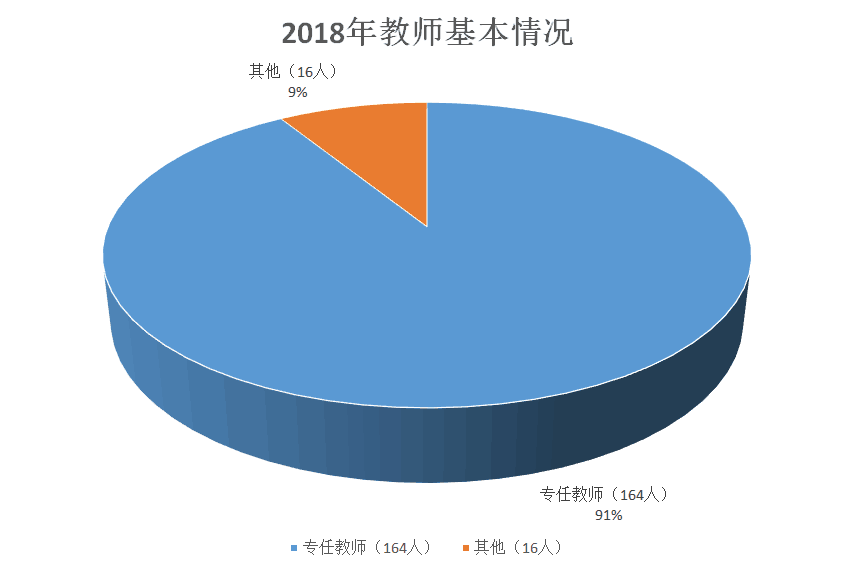 2018年教师基本情况
其他（16人）
9%
专任教师（164人）
91%
专任教师（164人） 其他（16人）